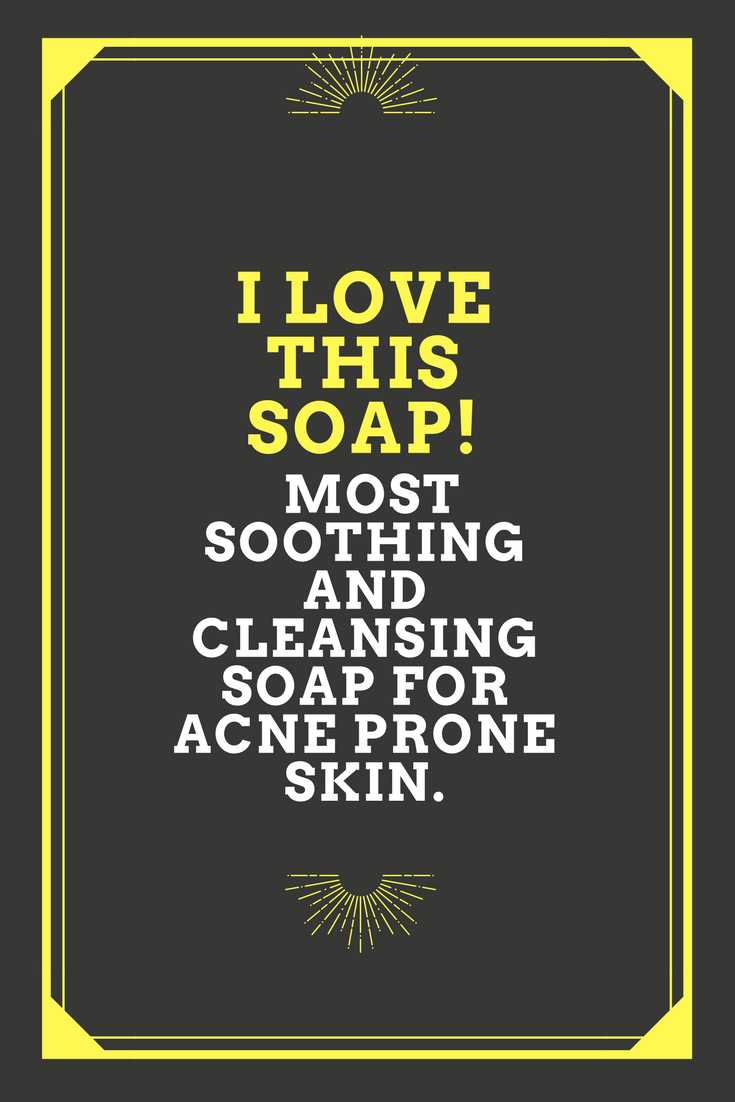 I LOVE
THIS
SOAP!
MOST
SOOTHING
AND
CLEANSING
SOAP FOR
ACNE PRONE
SKIN.